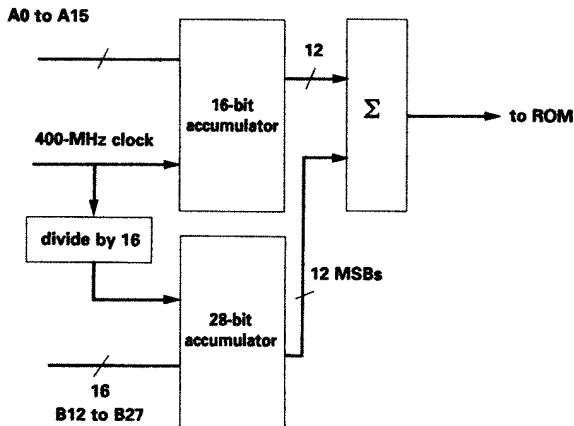 A0 to A15
12
16-bit
accumulator
Σ
to ROM
400-MHz clock
divide by 16
12 MSBs
28-bit
accumulator
16
B12 to B27